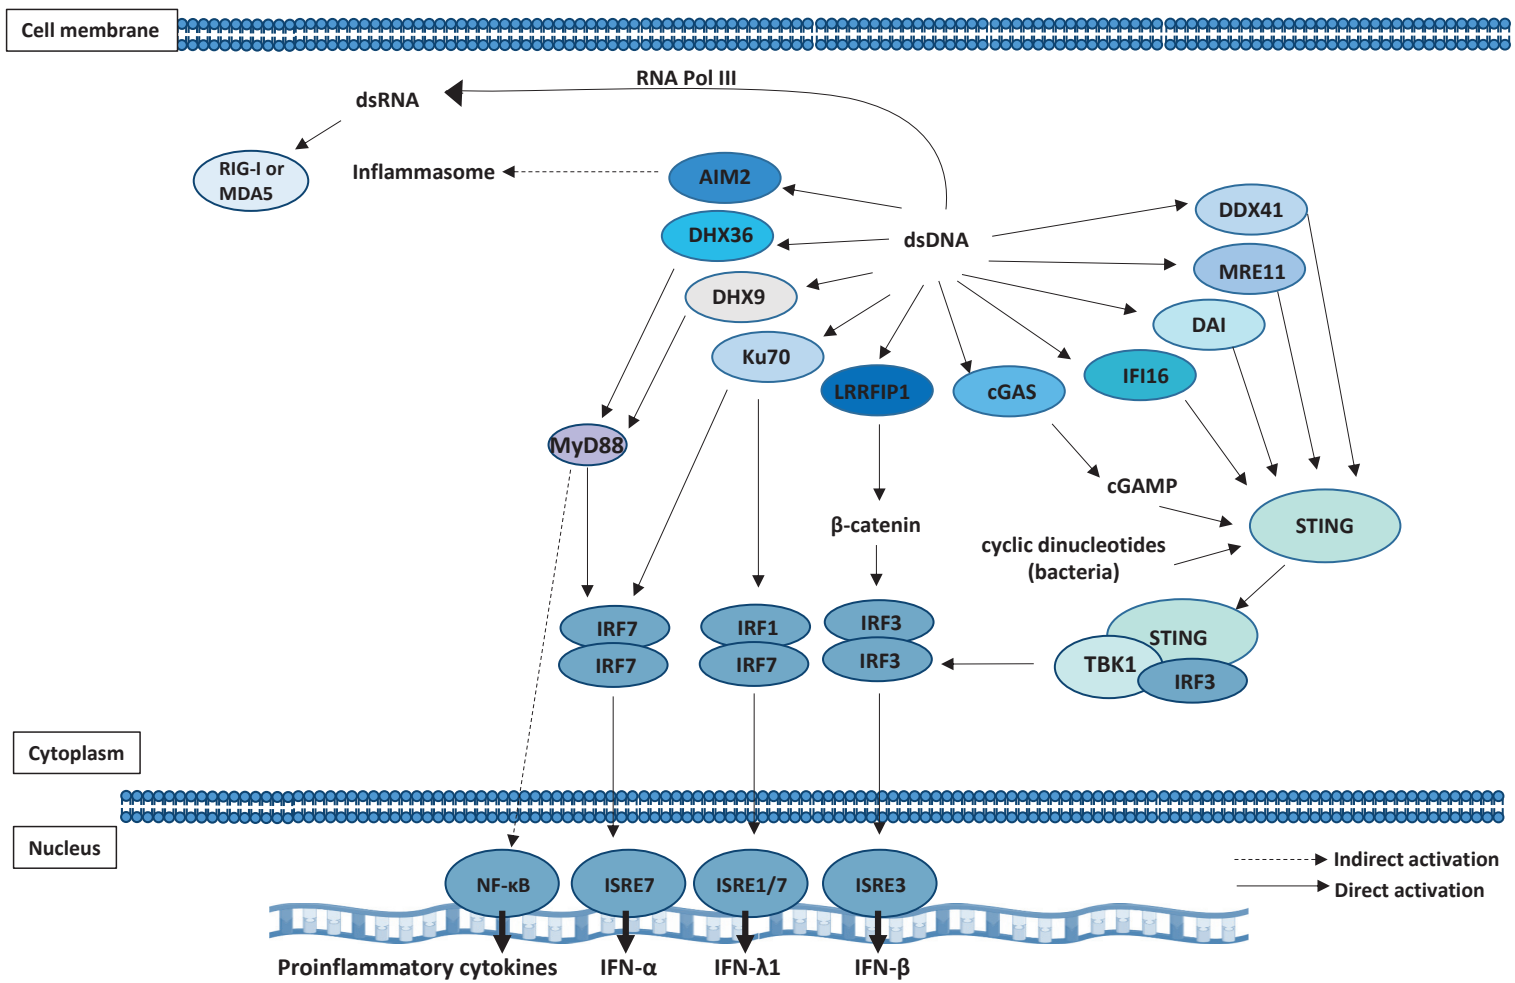 Cell membrane
RNA Pol III
dsRNA
RIG-I or
MDA5
Inflammasome
AIM2
DHX36
DHX9
Ku70
dsDNA
DDX41
MRE11
DAI
IFI16
LRRFIP1
cGAS
MyD88
cGAMP
β-catenin
STING
cyclic dinucleotides
(bacteria)
IRF7
IRF7
IRF1
IRF7
IRF3
IRF3
STING
TBK1
IRF3
Cytoplasm
Nucleus
NF-κB
ISRE7
ISRE1/7
ISRE3
Indirect activation
Direct activation
Proinflammatory cytokines
IFN-α
IFN-λ1
IFN-β